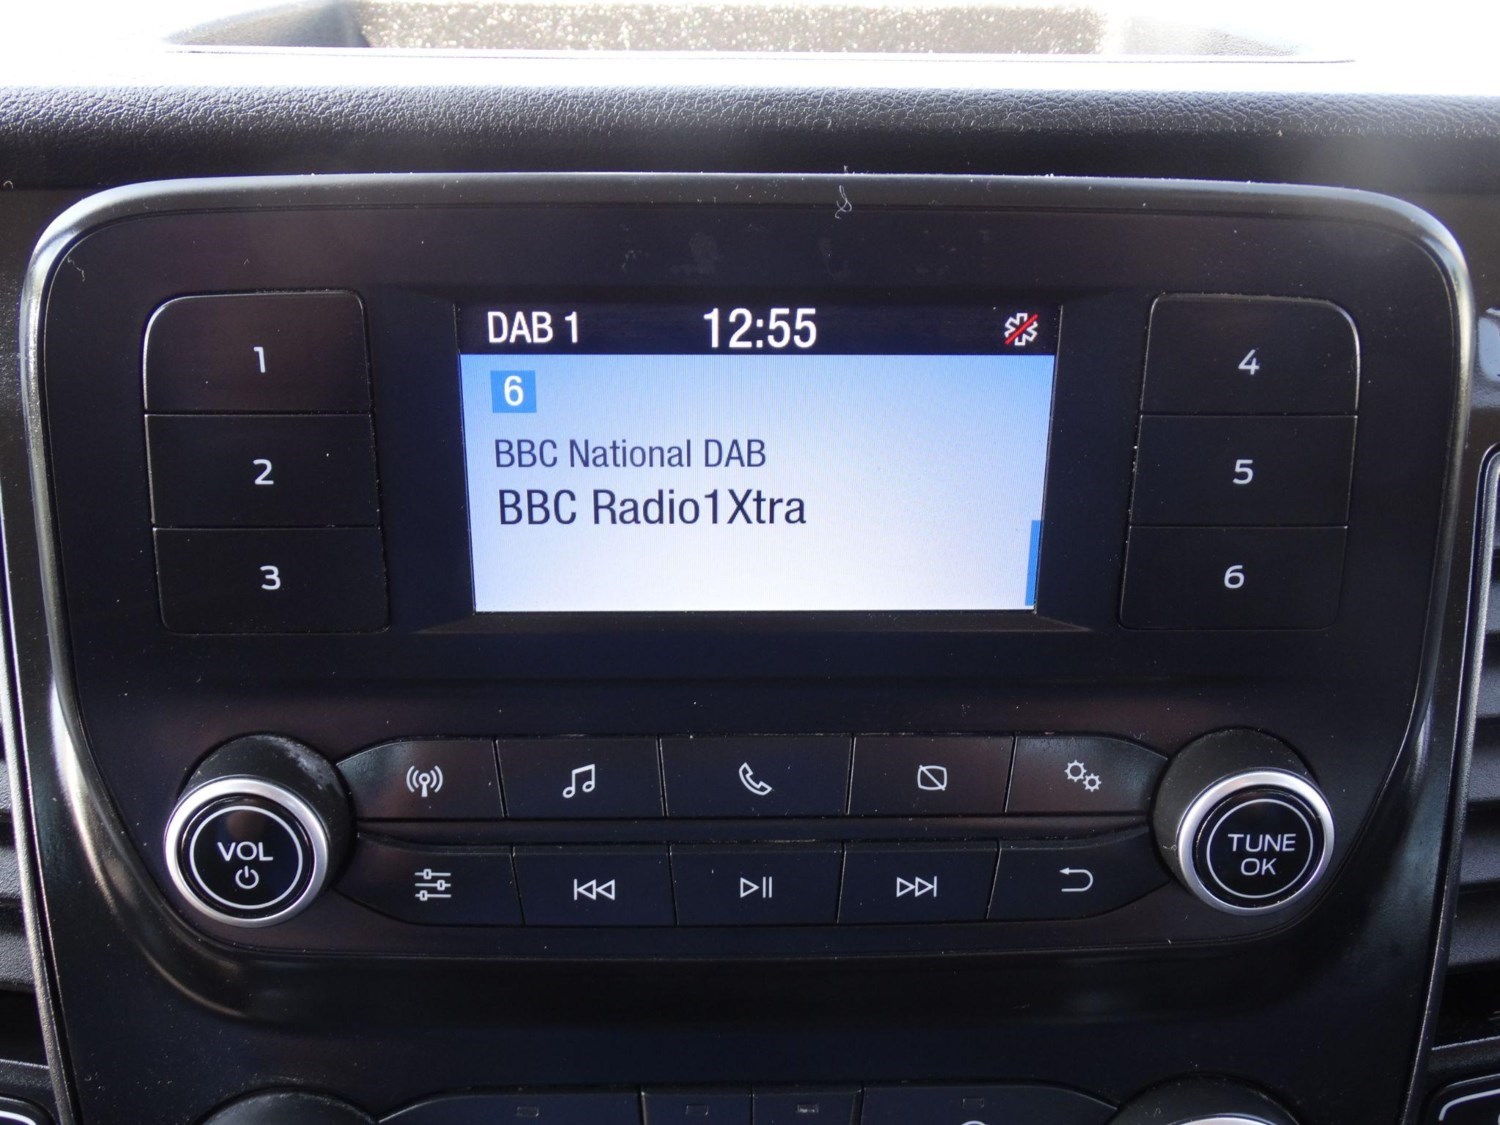 DAB 1 12:55
6
BBC National DAB
BBC Radio1Xtra
1
2
3
4
5
6
VOL
TUNE
OK